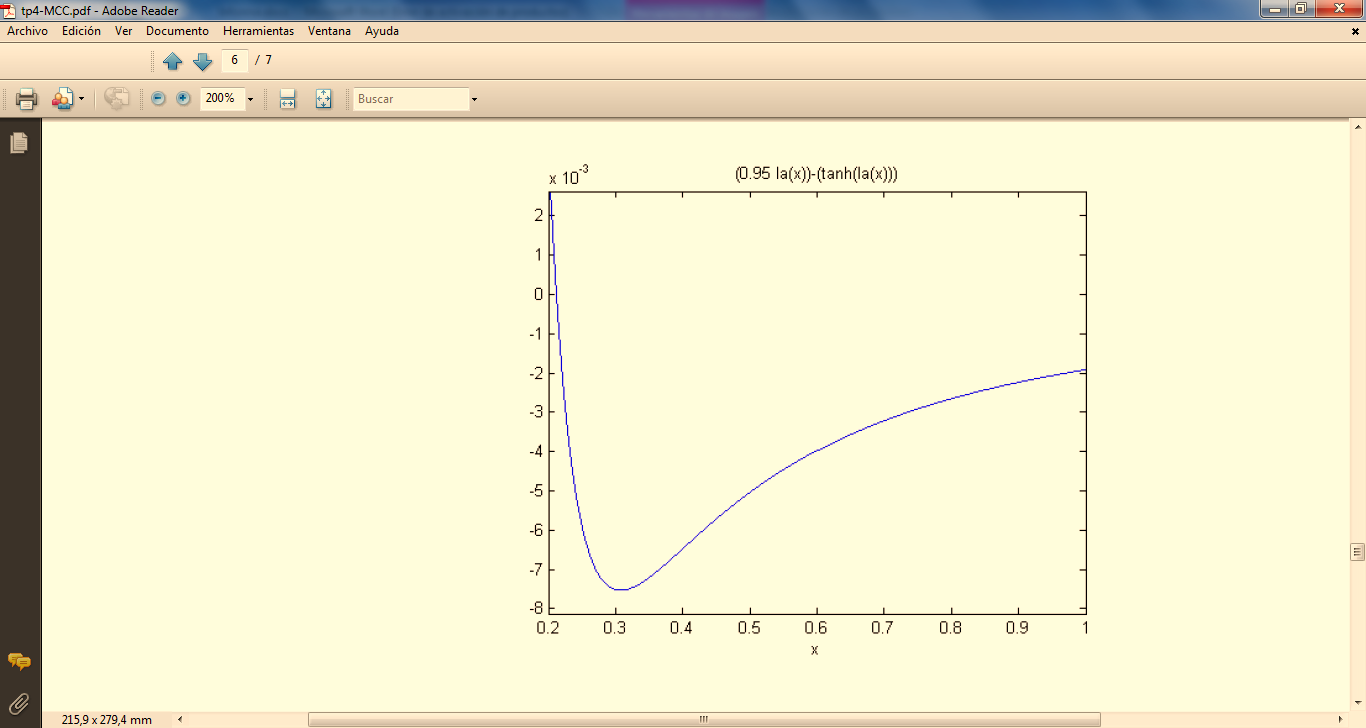 tp4-MCC.pdf - Adobe Reader
Archivo Edición Ver Documento Herramientas Ventana Ayuda
6 / 7
200% Buscar
x 10-3
(0.95 la(x))-(tanh(la(x)))
2
1
0
-1
-2
-3
-4
-5
-6
-7
-8
0.2 0.3 0.4 0.5 0.6 0.7 0.8 0.9 1
x
215,9 x 279,4 mm